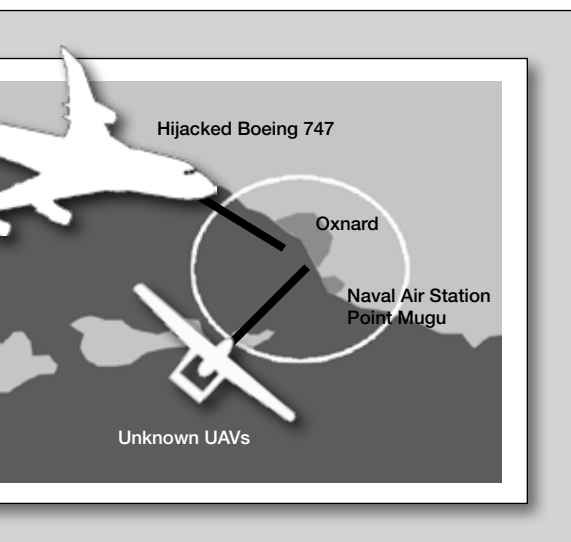 Hijacked Boeing 747
Oxnard
Naval Air Station
Point Mugu
Unknown UAVs